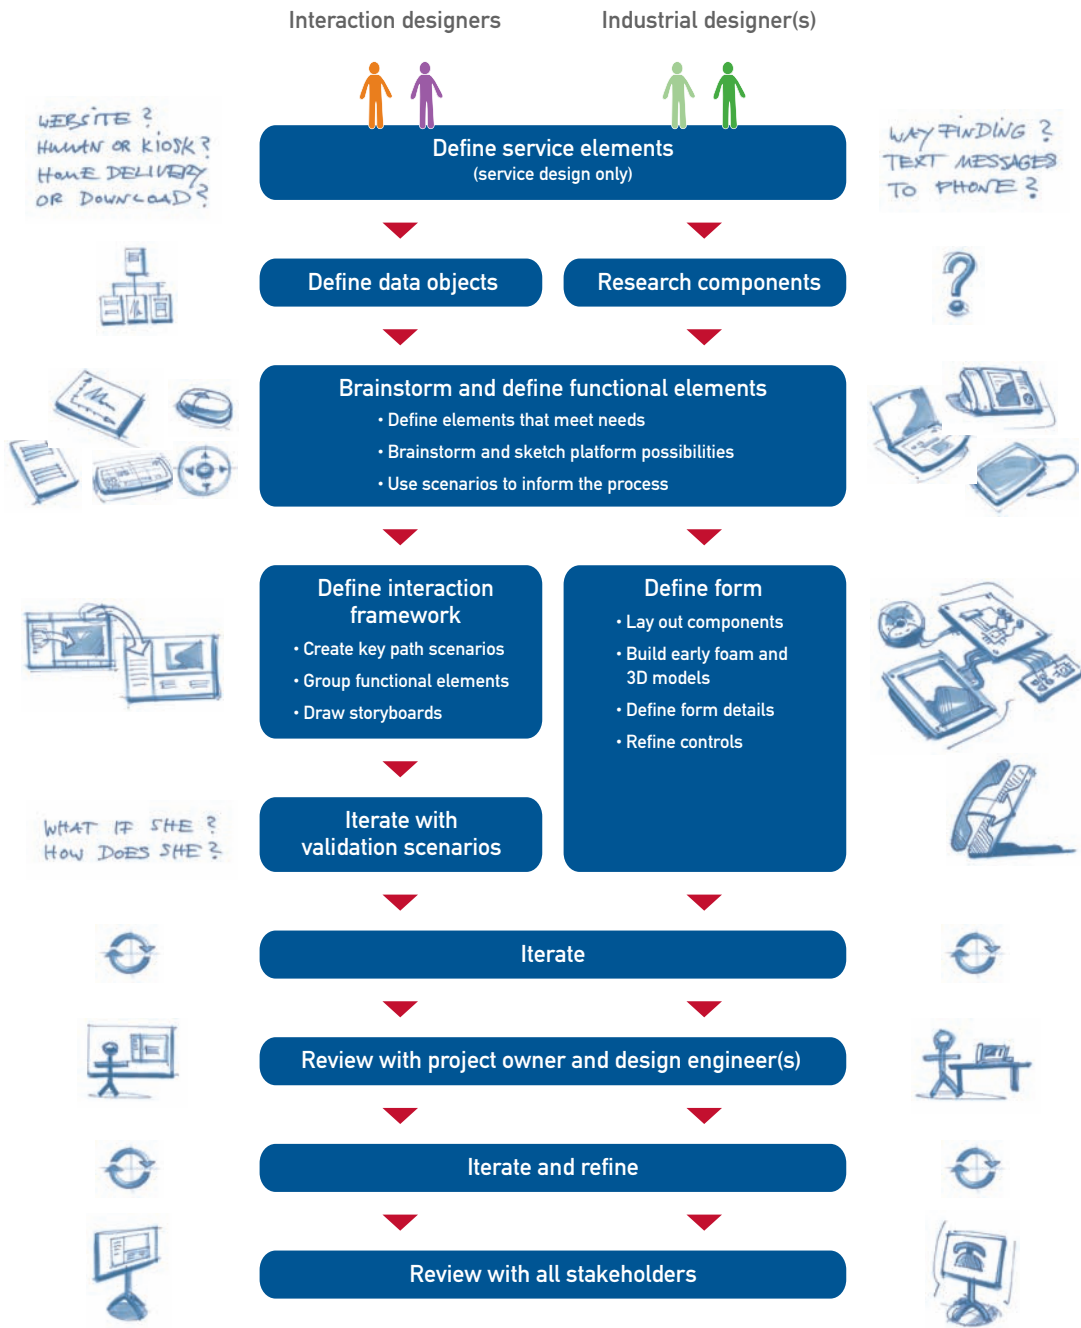 Interaction designers
Industrial designer(s)
WEBSITE?
HUMAN OR KIOSK?
HOME DELIVERY
OR DOWNLOAD?
Define service elements
(service design only)
WAYFINDING?
TEXT MESSAGES
TO PHONE?
Define data objects
Research components
Brainstorm and define functional elements
• Define elements that meet needs
• Brainstorm and sketch platform possibilities
• Use scenarios to inform the process
Define interaction
framework
• Create key path scenarios
• Group functional elements
• Draw storyboards
Define form
• Lay out components
• Build early foam and
3D models
• Define form details
• Refine controls
WHAT IF SHE?
HOW DOES SHE?
Iterate with
validation scenarios
Iterate
Review with project owner and design engineer(s)
Iterate and refine
Review with all stakeholders